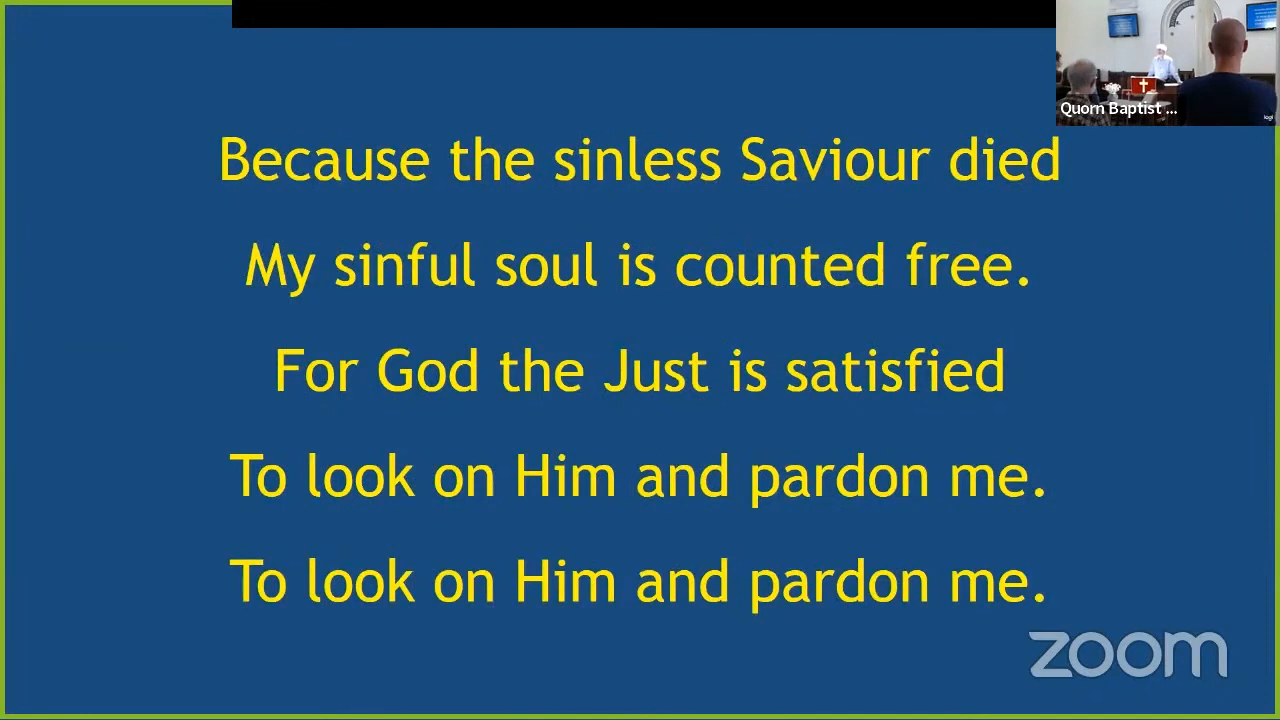 Quorn Baptist ...
Because the sinless Saviour died
My sinful soul is counted free.
For God the Just is satisfied
To look on Him and pardon me.
To look on Him and pardon me.
zoom